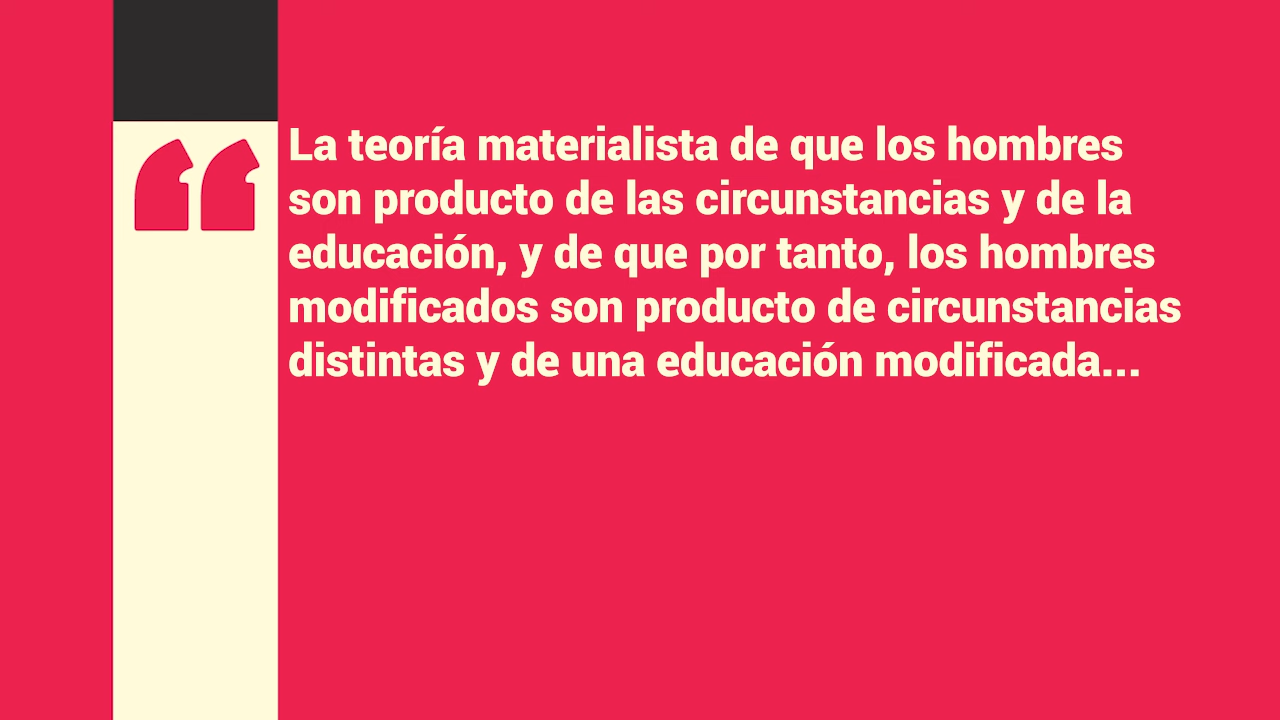 La teoría materialista de que los hombres
son producto de las circunstancias y de la
educación, y de que por tanto, los hombres
modificados son producto de circunstancias
distintas y de una educación modificada...